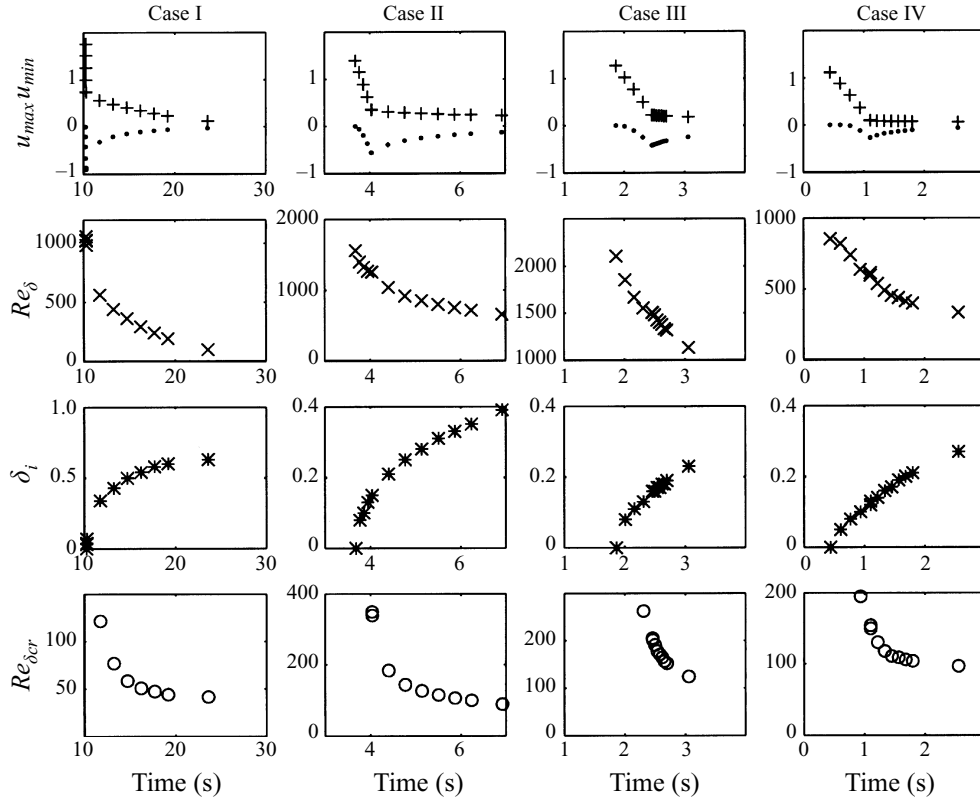 Case I Case II Case III Case IV
u_max u_min
1 1 1 1
0 0 0 0
−1 −1 −1 −1
10 20 30 4 6 1 2 3 0 1 2
Re_δ
1000 2000 2000 1000
500 1000 1500 500
0 0 1000 0
10 20 30 4 6 1 2 3 0 1 2
δ_i
1.0 0.4 0.4 0.4
0.5 0.2 0.2 0.2
0 0 0 0
10 20 30 4 6 1 2 3 0 1 2
Re_δcr
100 400 200 200
50 200 100 100
0 0 0
10 20 30 4 6 1 2 3 0 1 2
Time (s) Time (s) Time (s) Time (s)